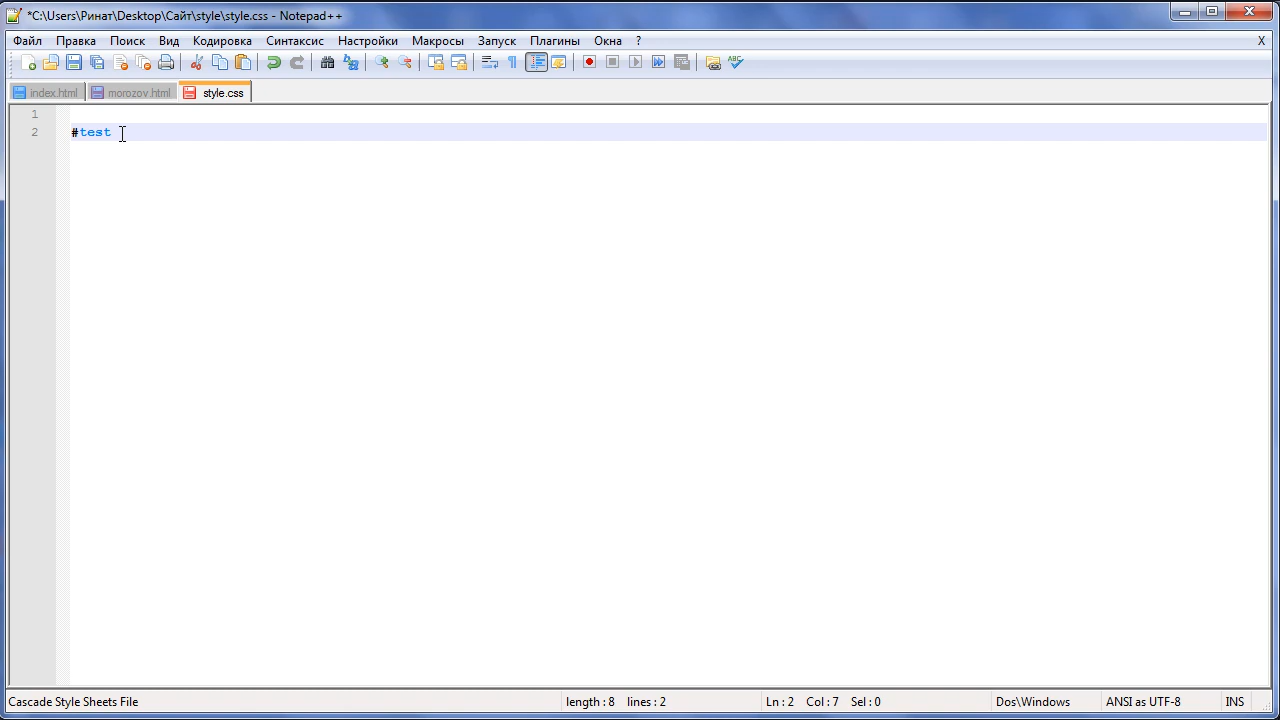 *C:\Users\Ринат\Desktop\Сайт\style\style.css - Notepad++
Файл Правка Поиск Вид Кодировка Синтаксис Настройки Макросы Запуск Плагины Окна ? X
index.html morozov.html style.css
1
2 #test
Cascade Style Sheets File length : 8 lines : 2 Ln : 2 Col : 7 Sel : 0 Dos\Windows ANSI as UTF-8 INS